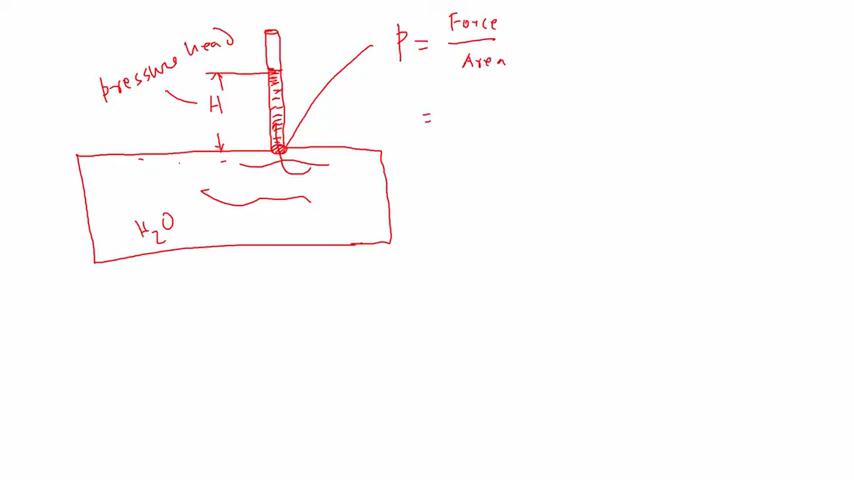 pressure head
H
H₂O
P = Force / Area
=